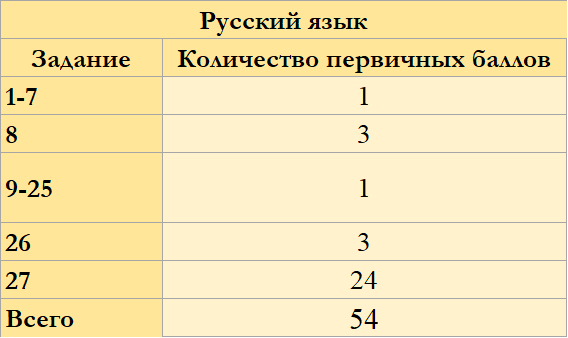 Русский язык
Задание Количество первичных баллов
1-7 1
8 3
9-25 1
26 3
27 24
Всего 54